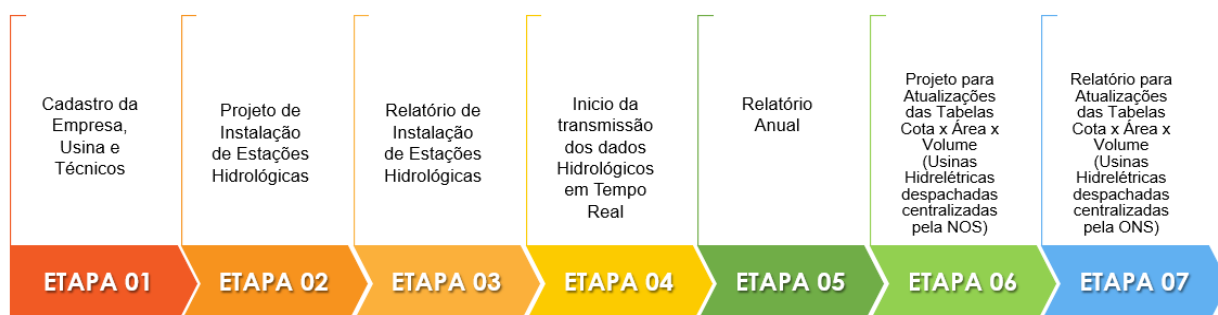 Cadastro da
Empresa,
Usina e
Técnicos
Projeto de
Instalação
de Estações
Hidrológicas
Relatório de
Instalação
de Estações
Hidrológicas
Inicio da
transmissão
dos dados
Hidrológicos
em Tempo
Real
Relatório
Anual
Projeto para
Atualizações
das Tabelas
Cota x Área x
Volume
(Usinas
Hidrelétricas
despachadas
centralizadas
pela NOS)
Relatório para
Atualizações
das Tabelas
Cota x Área x
Volume
(Usinas
Hidrelétricas
despachadas
centralizadas
pela ONS)
ETAPA 01
ETAPA 02
ETAPA 03
ETAPA 04
ETAPA 05
ETAPA 06
ETAPA 07